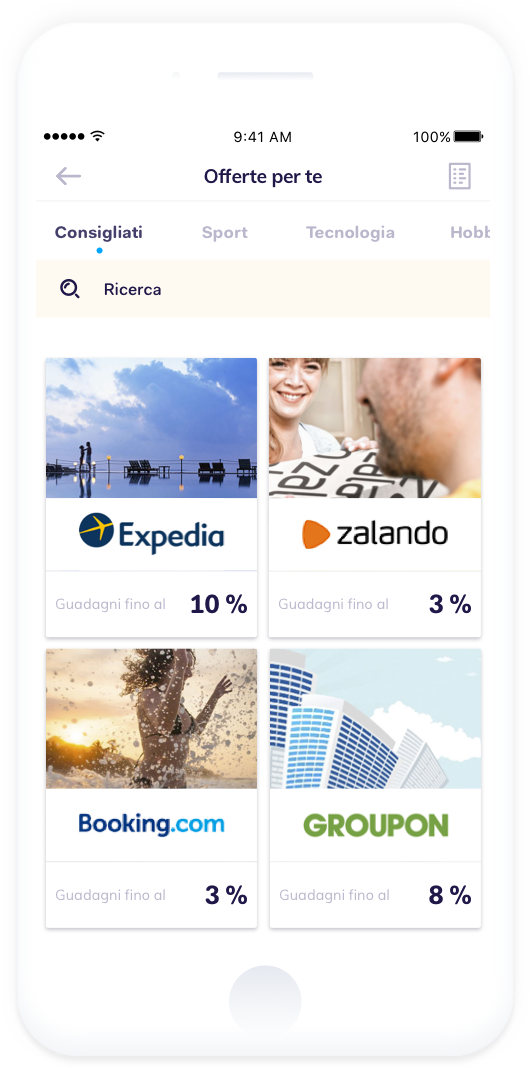 9:41 AM
100%
Offerte per te
Consigliati Sport Tecnologia Hobb
Ricerca
Expedia
zalando
Guadagni fino al 10 %
Guadagni fino al 3 %
Booking.com
GROUPON
Guadagni fino al 3 %
Guadagni fino al 8 %